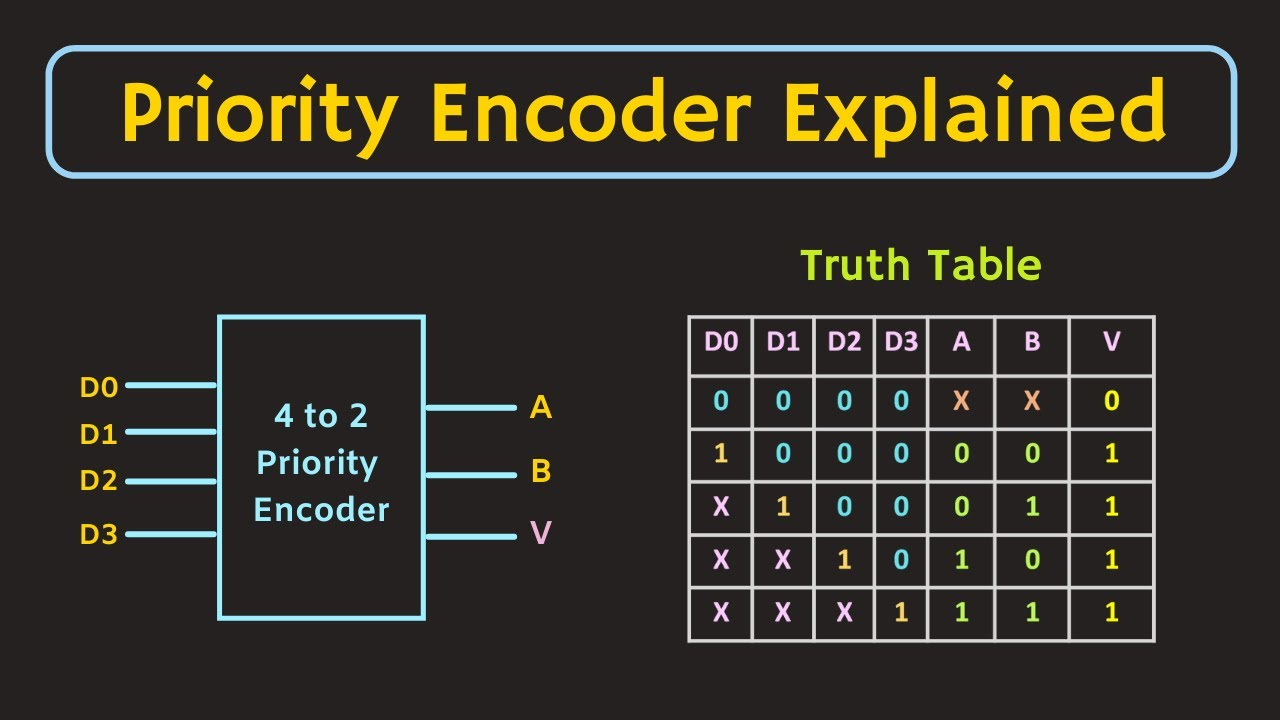 Priority Encoder Explained
D0
D1
D2
D3
4 to 2
Priority
Encoder
A
B
V
Truth Table
D0 D1 D2 D3 A B V
0 0 0 0 X X 0
1 0 0 0 0 0 1
X 1 0 0 0 1 1
X X 1 0 1 0 1
X X X 1 1 1 1